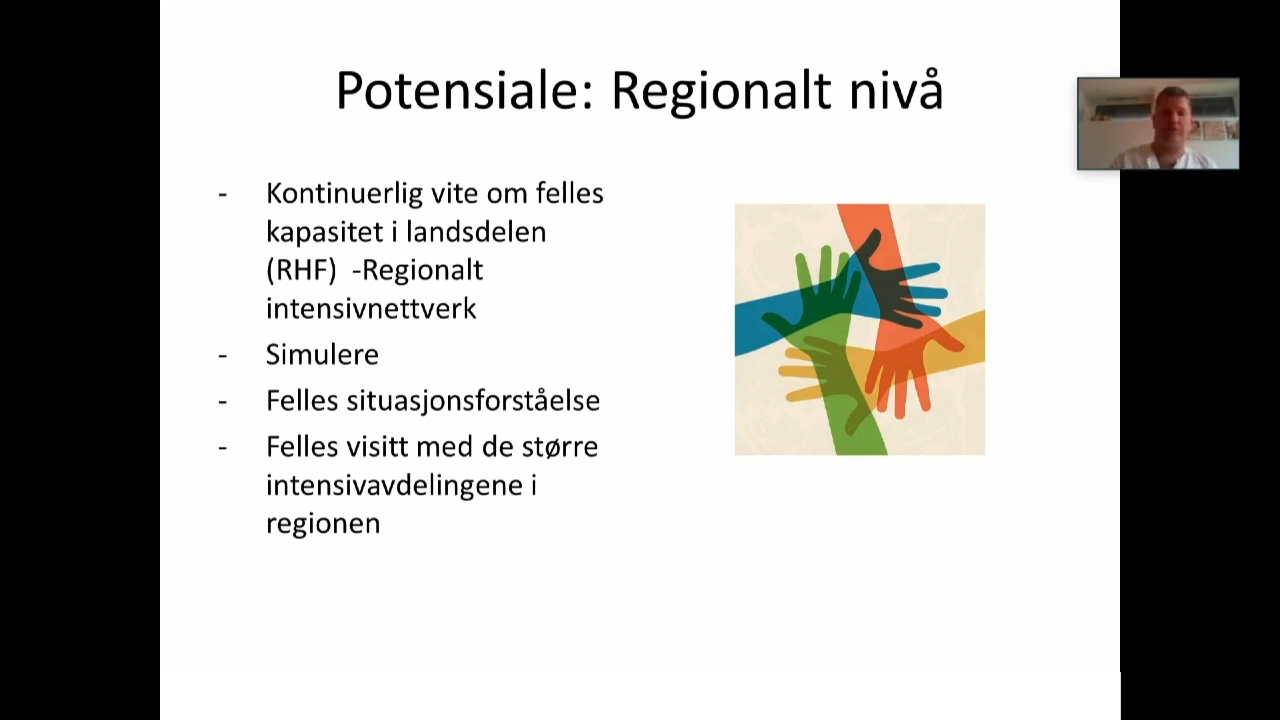 Potensiale: Regionalt nivå
- Kontinuerlig vite om felles
kapasitet i landsdelen
(RHF) -Regionalt
intensivnettverk
- Simulere
- Felles situasjonsforståelse
- Felles visitt med de større
intensivavdelingene i
regionen